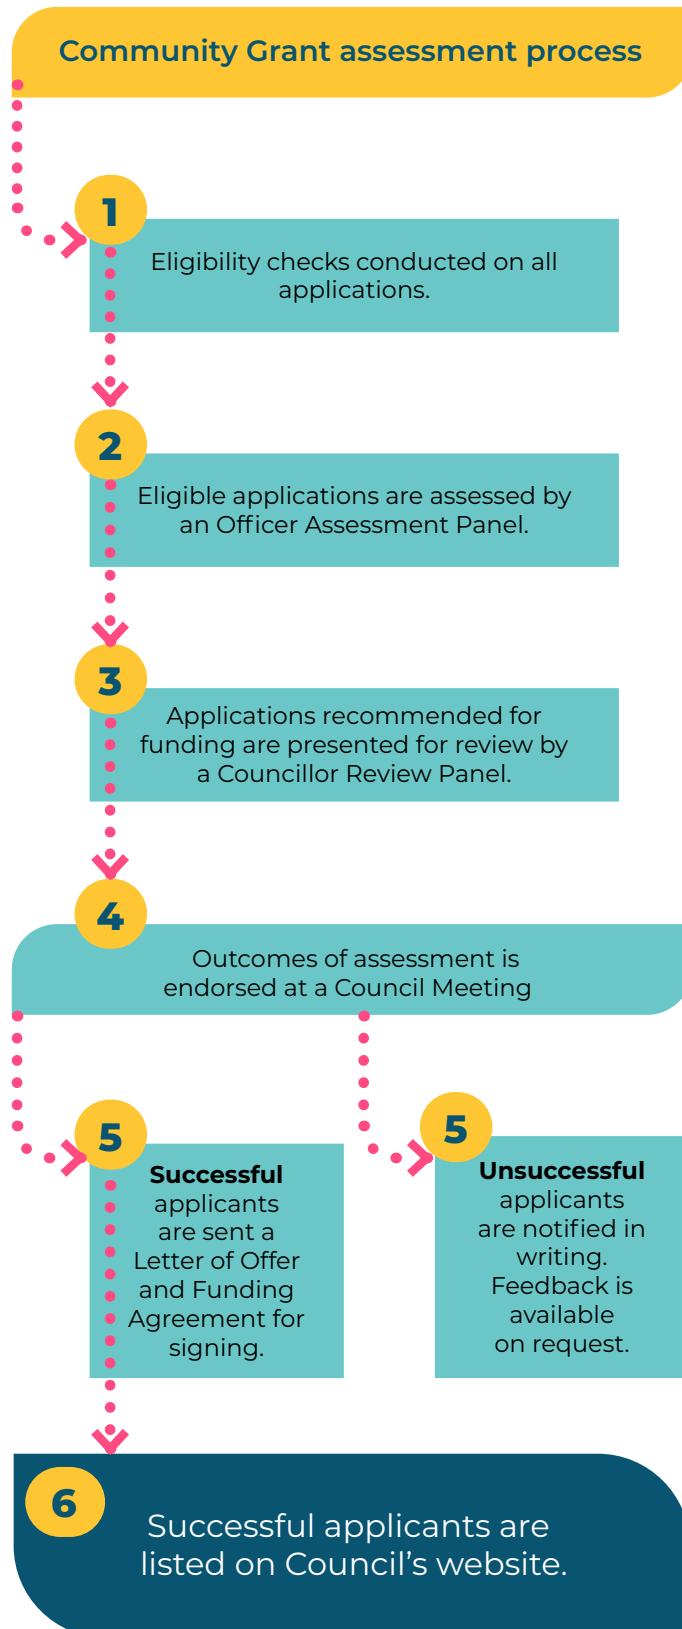 Community Grant assessment process
1
Eligibility checks conducted on all
applications.
2
Eligible applications are assessed by
an Officer Assessment Panel.
3
Applications recommended for
funding are presented for review by
a Councillor Review Panel.
4
Outcomes of assessment is
endorsed at a Council Meeting
5
Successful
applicants
are sent a
Letter of Offer
and Funding
Agreement for
signing.
5
Unsuccessful
applicants
are notified in
writing.
Feedback is
available
on request.
6
Successful applicants are
listed on Council’s website.